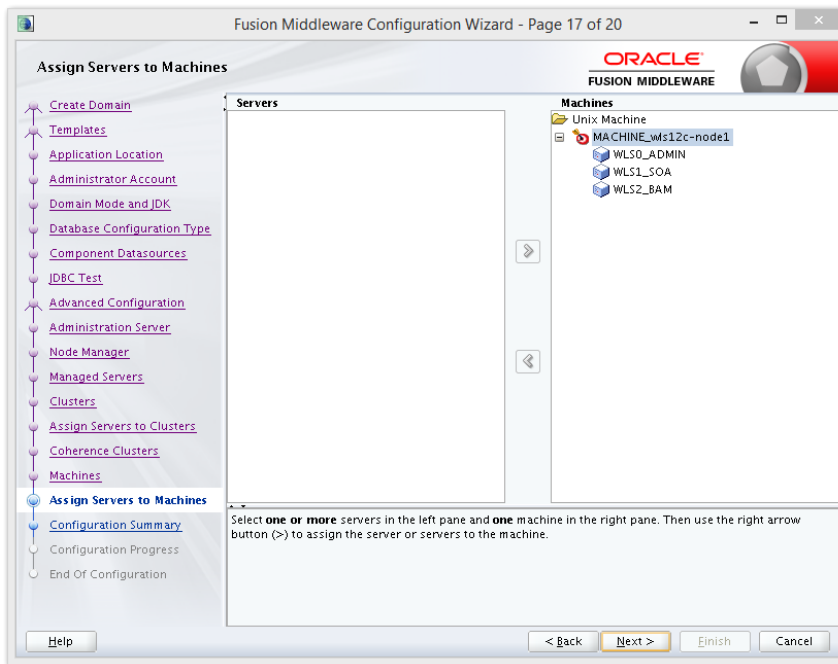 Fusion Middleware Configuration Wizard - Page 17 of 20
Assign Servers to Machines
ORACLE
FUSION MIDDLEWARE
Create Domain
Templates
Application Location
Administrator Account
Domain Mode and JDK
Database Configuration Type
Component Datasources
JDBC Test
Advanced Configuration
Administration Server
Node Manager
Managed Servers
Clusters
Assign Servers to Clusters
Coherence Clusters
Machines
Assign Servers to Machines
Configuration Summary
Configuration Progress
End Of Configuration
Servers
Machines
Unix Machine
MACHINE_wls12c-node1
WLS0_ADMIN
WLS1_SOA
WLS2_BAM
Select one or more servers in the left pane and one machine in the right pane. Then use the right arrow
button (>) to assign the server or servers to the machine.
Help
< Back
Next >
Finish
Cancel